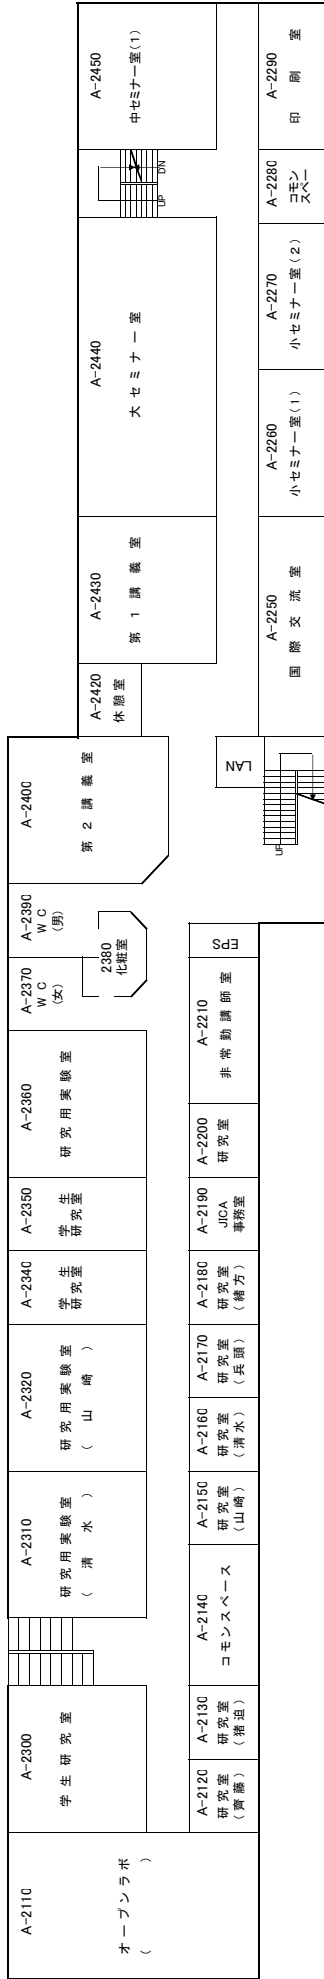 A-2450
中セミナー室(1)
UP
DN
A-2440
大セミナー室
A-2430
第1講義室
A-2420
休憩室
A-2400
第2講義室
A-2390
WC
(男)
A-2370
WC
(女)
2380
化粧室
A-2360
研究用実験室
A-2350
学生
研究室
A-2340
学生
研究室
A-2320
研究用実験室
(山崎)
A-2310
研究用実験室
(清水)
A-2300
学生研究室
A-2110
オープンラボ
( )
A-2290
印刷室
A-2280
コモン
スペー
A-2270
小セミナー室(2)
A-2260
小セミナー室(1)
A-2250
国際交流室
LAN
UP
EPS
A-2210
非常勤講師室
A-2200
研究室
A-2190
JICA
事務室
A-2180
研究室
(緒方)
A-2170
研究室
(兵頭)
A-2160
研究室
(清水)
A-2150
研究室
(山崎)
A-2140
コモンスペース
A-2130
研究室
(猪迫)
A-2120
研究室
(齊藤)